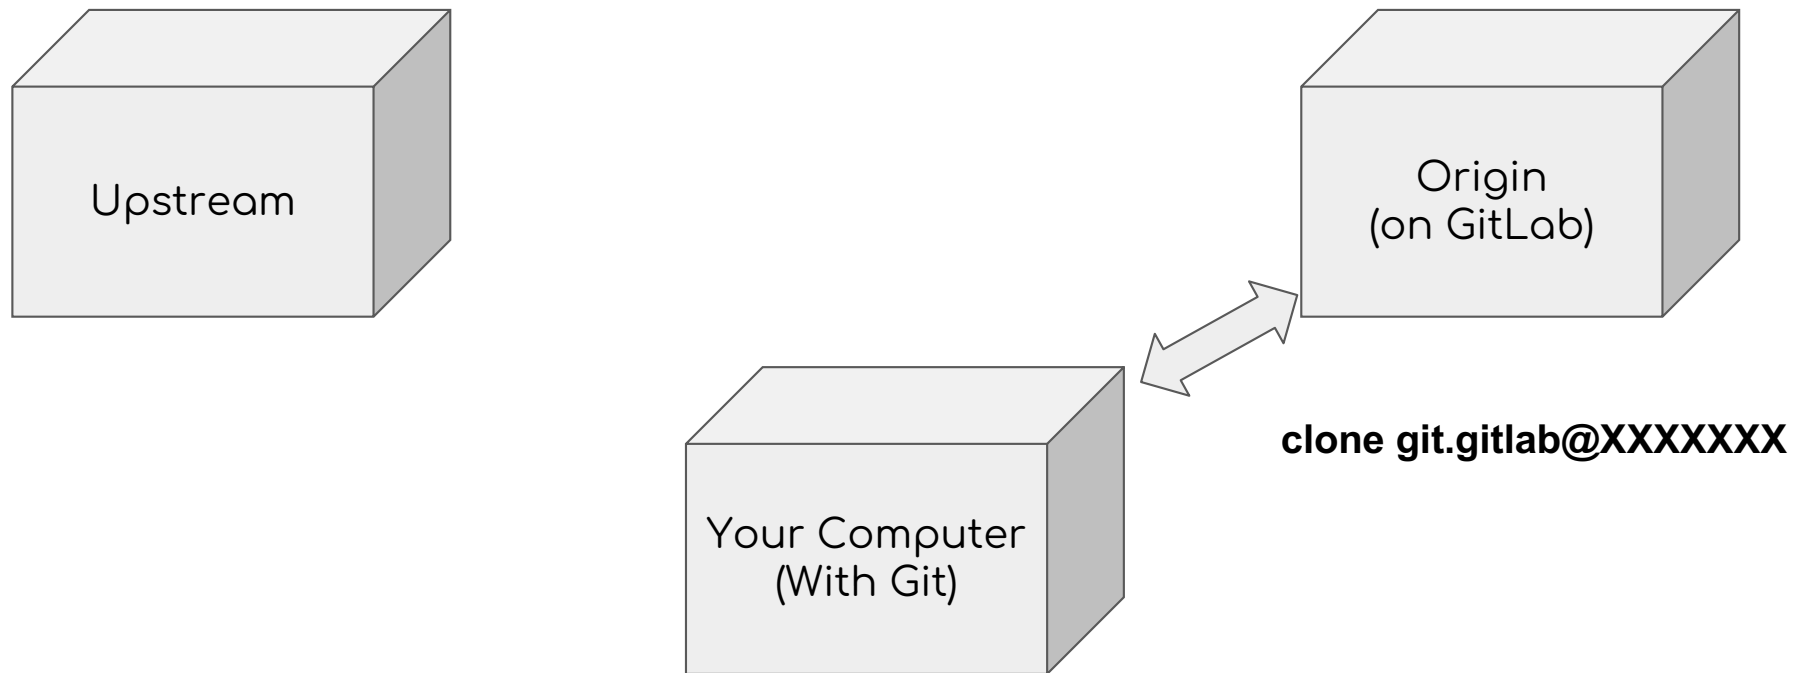 Upstream
Origin
(on GitLab)
clone git.gitlab@XXXXXXX
Your Computer
(With Git)